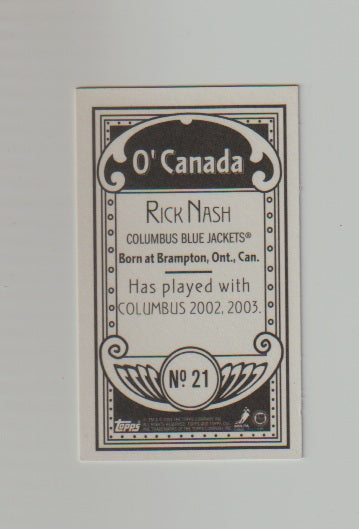 O' Canada
RICK NASH
COLUMBUS BLUE JACKETS®
Born at Brampton, Ont., Can.
Has played with
COLUMBUS 2002, 2003.
Nº 21
TOPPS